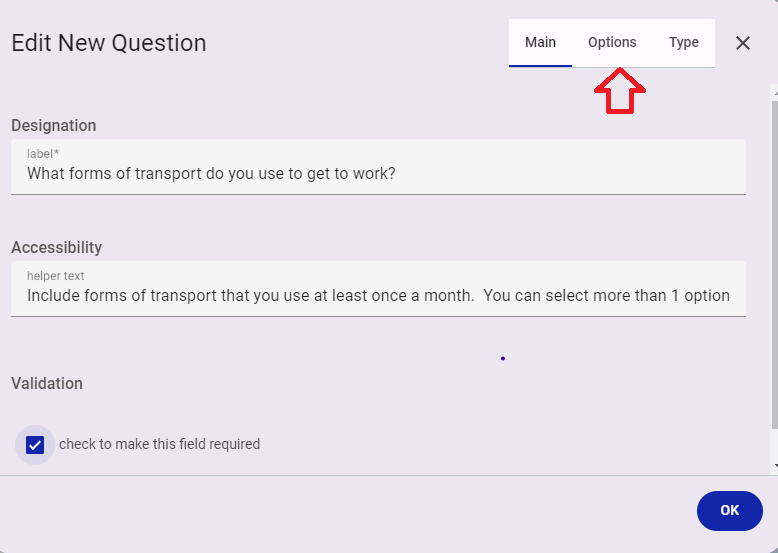 Edit New Question
Main Options Type
Designation
label*
What forms of transport do you use to get to work?
Accessibility
helper text
Include forms of transport that you use at least once a month.  You can select more than 1 option
Validation
check to make this field required
OK